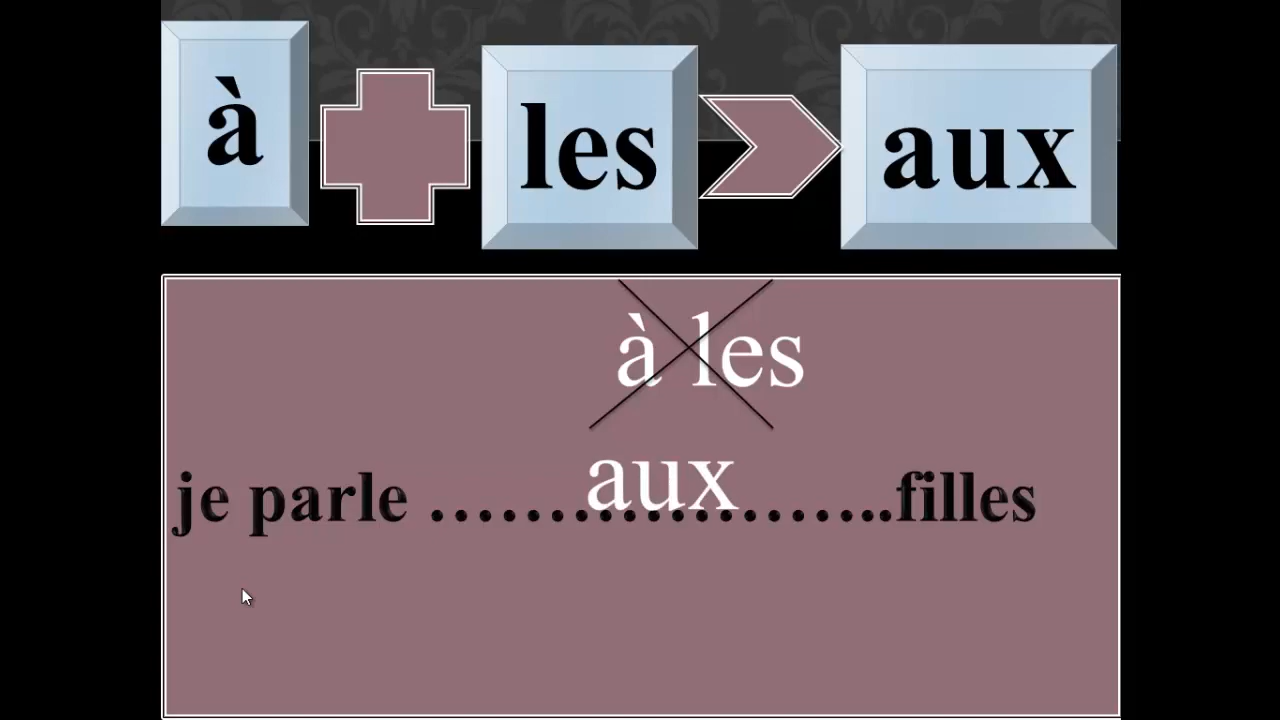 à les aux
à les
aux
je parle ………………….filles